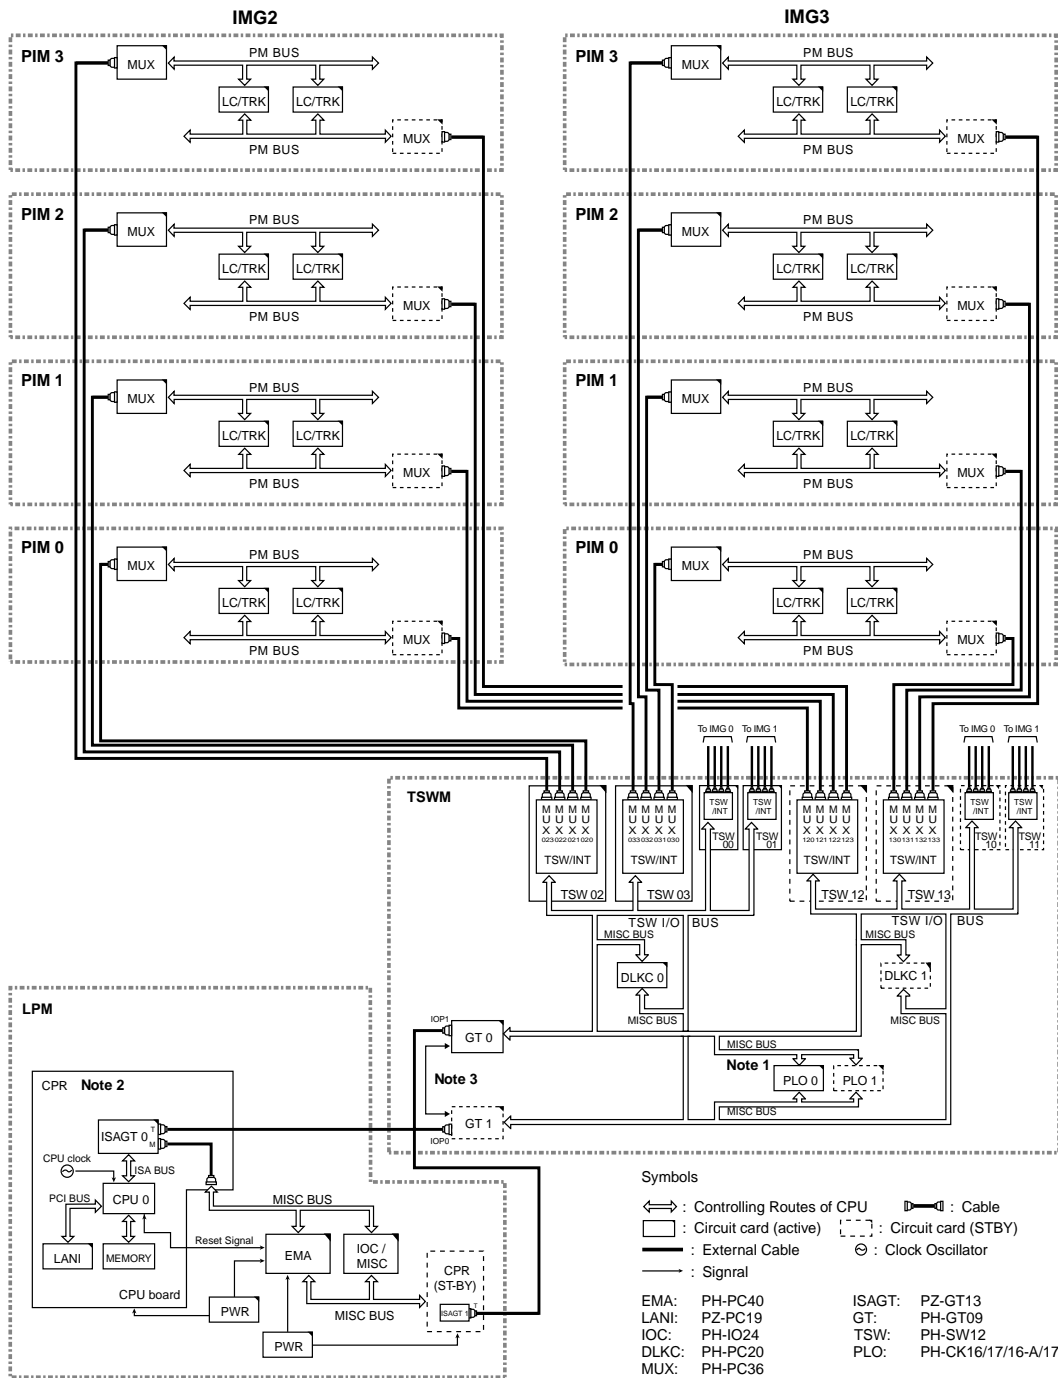 IMG2
IMG3
PIM 3
MUX
PM BUS
LC/TRK
LC/TRK
PM BUS
MUX
PIM 3
MUX
PM BUS
LC/TRK
LC/TRK
PM BUS
MUX
PIM 2
MUX
PM BUS
LC/TRK
LC/TRK
PM BUS
MUX
PIM 2
MUX
PM BUS
LC/TRK
LC/TRK
PM BUS
MUX
PIM 1
MUX
PM BUS
LC/TRK
LC/TRK
PM BUS
MUX
PIM 1
MUX
PM BUS
LC/TRK
LC/TRK
PM BUS
MUX
PIM 0
MUX
PM BUS
LC/TRK
LC/TRK
PM BUS
MUX
PIM 0
MUX
PM BUS
LC/TRK
LC/TRK
PM BUS
MUX
To IMG 0
To IMG 1
To IMG 0
To IMG 1
TSWM
MUX 023
MUX 022
MUX 021
MUX 020
TSW/INT
TSW 02
MUX 033
MUX 032
MUX 031
MUX 030
TSW/INT
TSW 03
TSW /INT
TSW 00
TSW /INT
TSW 01
MUX 120
MUX 121
MUX 122
MUX 123
TSW/INT
TSW 12
MUX 130
MUX 131
MUX 132
MUX 133
TSW/INT
TSW 13
TSW /INT
TSW 10
TSW /INT
TSW 11
TSW I/O BUS
TSW I/O BUS
MISC BUS
DLKC 0
MISC BUS
MISC BUS
DLKC 1
MISC BUS
IOP1
GT 0
MISC BUS
Note 1
PLO 0
PLO 1
MISC BUS
Note 3
GT 1
IOP0
LPM
CPR
Note 2
ISAGT 0
T
M
CPU clock
ISA BUS
PCI BUS
CPU 0
LANI
MEMORY
CPU board
Reset Signal
MISC BUS
EMA
IOC / MISC
MISC BUS
CPR (ST-BY)
ISAGT 1
T
PWR
PWR
Symbols
: Controlling Routes of CPU
: Cable
: Circuit card (active)
: Circuit card (STBY)
: External Cable
: Clock Oscillator
: Signral
EMA: PH-PC40
ISAGT: PZ-GT13
LANI: PZ-PC19
GT: PH-GT09
IOC: PH-IO24
TSW: PH-SW12
DLKC: PH-PC20
PLO: PH-CK16/17/16-A/17
MUX: PH-PC36